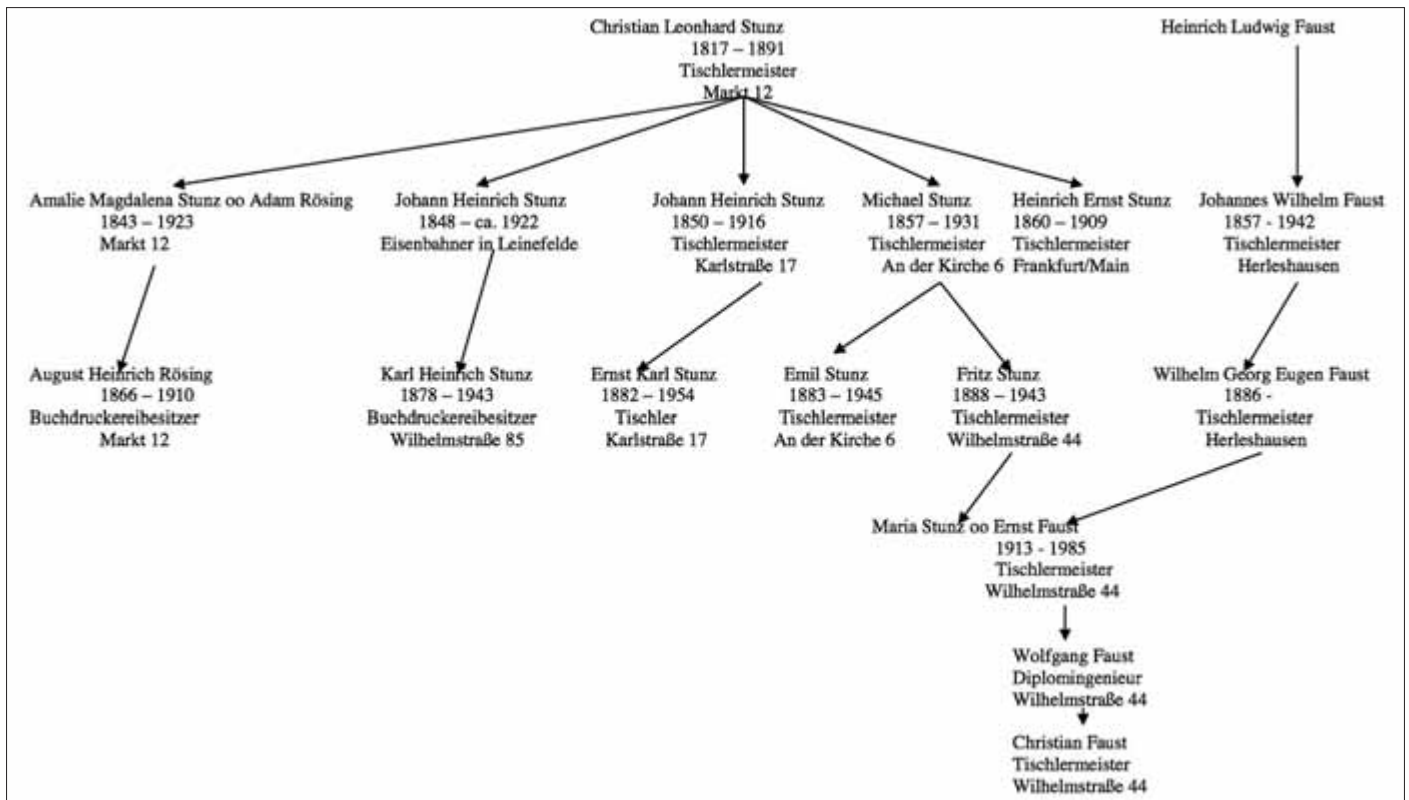 Christian Leonhard Stunz
1817 – 1891
Tischlermeister
Markt 12
Heinrich Ludwig Faust
Amalie Magdalena Stunz oo Adam Rösing
1843 – 1923
Markt 12
Johann Heinrich Stunz
1848 – ca. 1922
Eisenbahner in Leinefelde
Johann Heinrich Stunz
1850 – 1916
Tischlermeister
Karlstraße 17
Michael Stunz
1857 – 1931
Tischlermeister
An der Kirche 6
Heinrich Ernst Stunz
1860 – 1909
Tischlermeister
Frankfurt/Main
Johannes Wilhelm Faust
1857 - 1942
Tischlermeister
Herleshausen
August Heinrich Rösing
1866 – 1910
Buchdruckereibesitzer
Markt 12
Karl Heinrich Stunz
1878 – 1943
Buchdruckereibesitzer
Wilhelmstraße 85
Ernst Karl Stunz
1882 – 1954
Tischler
Karlstraße 17
Emil Stunz
1883 – 1945
Tischlermeister
An der Kirche 6
Fritz Stunz
1888 – 1943
Tischlermeister
Wilhelmstraße 44
Wilhelm Georg Eugen Faust
1886 -
Tischlermeister
Herleshausen
Maria Stunz oo Ernst Faust
1913 - 1985
Tischlermeister
Wilhelmstraße 44
Wolfgang Faust
Diplomingenieur
Wilhelmstraße 44
Christian Faust
Tischlermeister
Wilhelmstraße 44